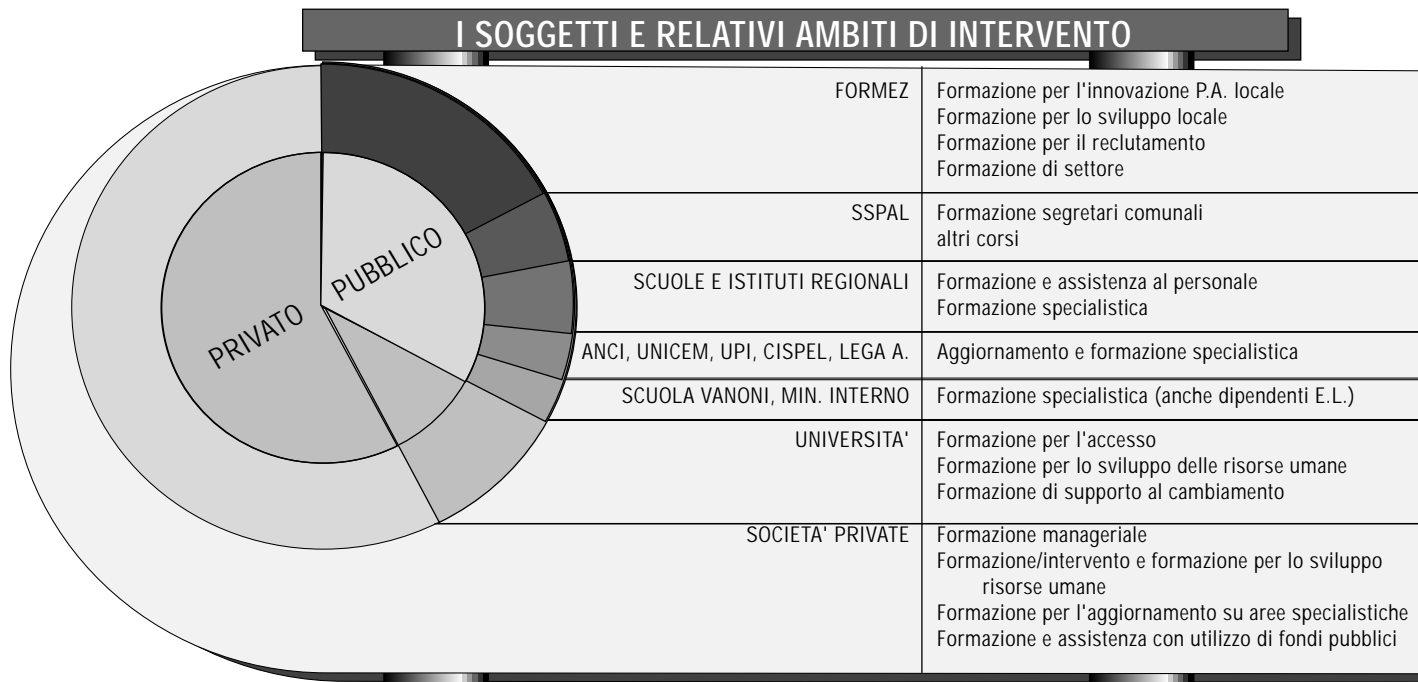 I SOGGETTI E RELATIVI AMBITI DI INTERVENTO
PRIVATO
PUBBLICO
FORMEZ
Formazione per l'innovazione P.A. locale
Formazione per lo sviluppo locale
Formazione per il reclutamento
Formazione di settore
SSPAL
Formazione segretari comunali
altri corsi
SCUOLE E ISTITUTI REGIONALI
Formazione e assistenza al personale
Formazione specialistica
ANCI, UNICEM, UPI, CISPEL, LEGA A.
Aggiornamento e formazione specialistica
SCUOLA VANONI, MIN. INTERNO
Formazione specialistica (anche dipendenti E.L.)
UNIVERSITA'
Formazione per l'accesso
Formazione per lo sviluppo delle risorse umane
Formazione di supporto al cambiamento
SOCIETA' PRIVATE
Formazione manageriale
Formazione/intervento e formazione per lo sviluppo
risorse umane
Formazione per l'aggiornamento su aree specialistiche
Formazione e assistenza con utilizzo di fondi pubblici